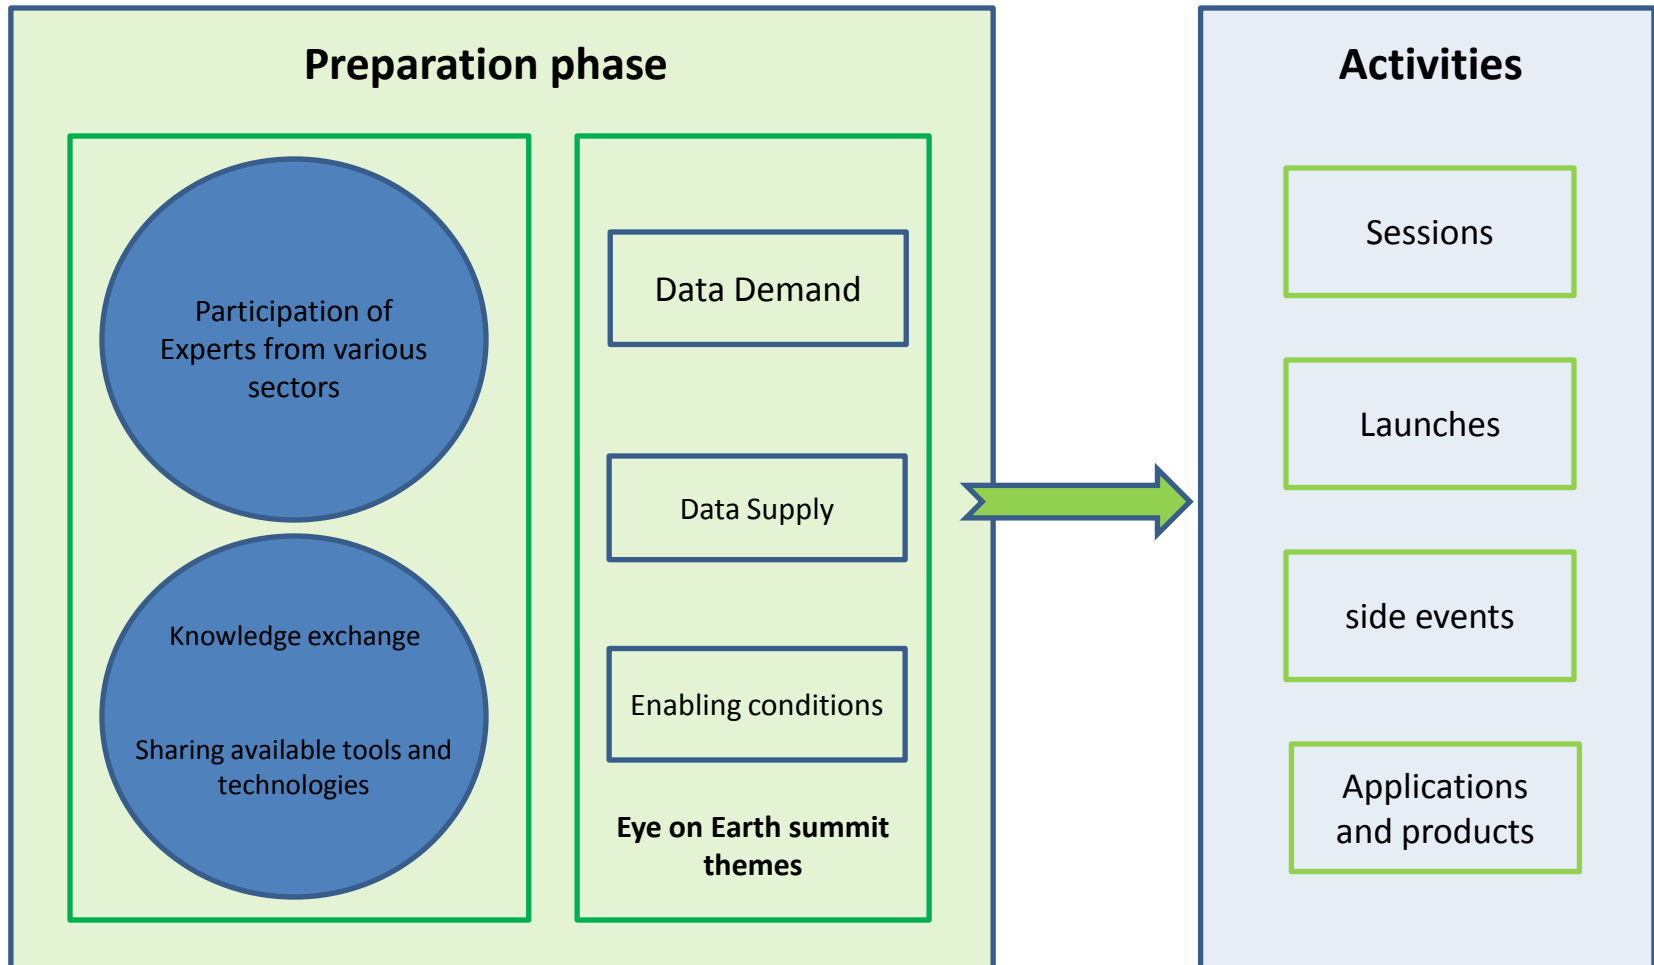 Preparation phase
Participation of
Experts from various
sectors
Knowledge exchange
Sharing available tools and
technologies
Data Demand
Data Supply
Enabling conditions
Eye on Earth summit
themes
Activities
Sessions
Launches
side events
Applications
and products